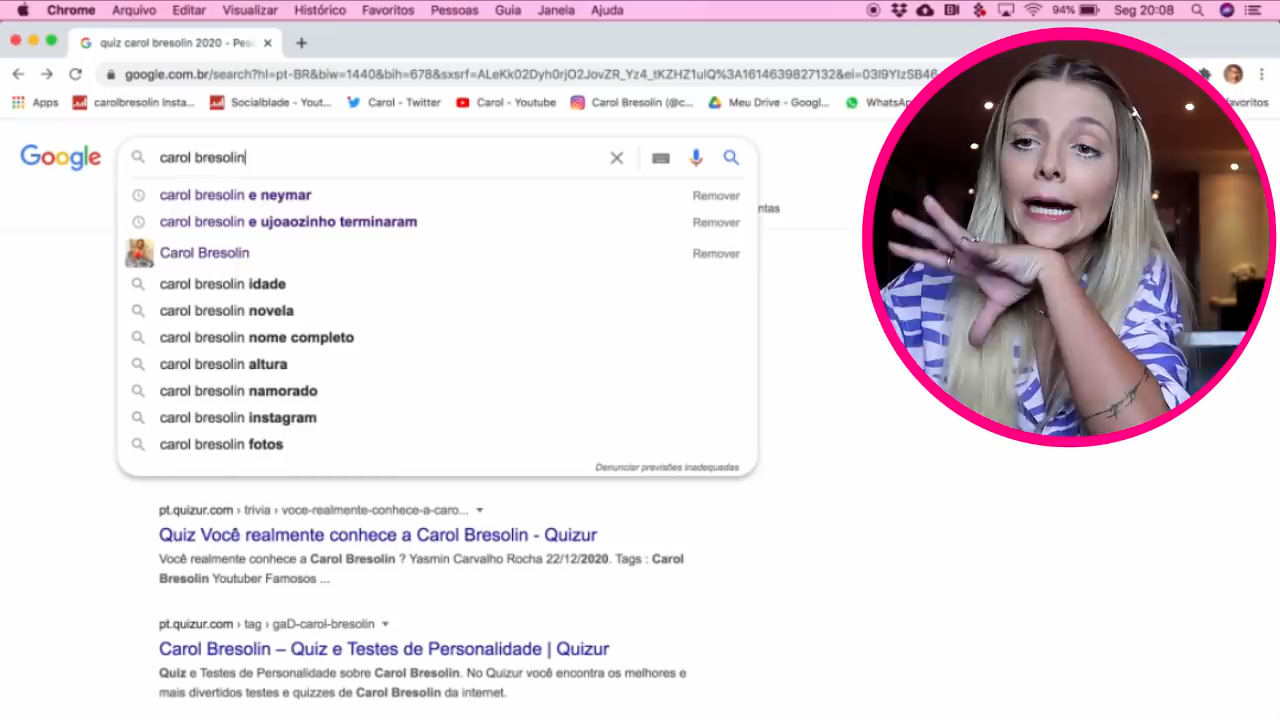 Chrome Arquivo Editar Visualizar Histórico Favoritos Pessoas Guia Janela Ajuda 94% Seg 20:08
quiz carol bresolin 2020 - Pes
google.com.br/search?hl=pt-BR&biw=1440&bih=678&sxsrf=
Apps carolbresolin Insta... Socialblade - Yout... Carol - Twitter Carol - Youtube Carol Bresolin (@c... Meu Drive - Googl... WhatsAp avoritos
Google carol bresolin
carol bresolin e neymar Remover
ntas
carol bresolin e ujoaozinho terminaram Remover
Carol Bresolin Remover
carol bresolin idade
carol bresolin novela
carol bresolin nome completo
carol bresolin altura
carol bresolin namorado
carol bresolin instagram
carol bresolin fotos
Denunciar previsões inadequadas
pt.quizur.com › trivia › voce-realmente-conhece-a-caro...
Quiz Você realmente conhece a Carol Bresolin - Quizur
Você realmente conhece a Carol Bresolin ? Yasmin Carvalho Rocha 22/12/2020. Tags : Carol
Bresolin Youtuber Famosos ...
pt.quizur.com › tag › gaD-carol-bresolin
Carol Bresolin – Quiz e Testes de Personalidade | Quizur
Quiz e Testes de Personalidade sobre Carol Bresolin. No Quizur você encontra os melhores e
mais divertidos testes e quizzes de Carol Bresolin da internet.